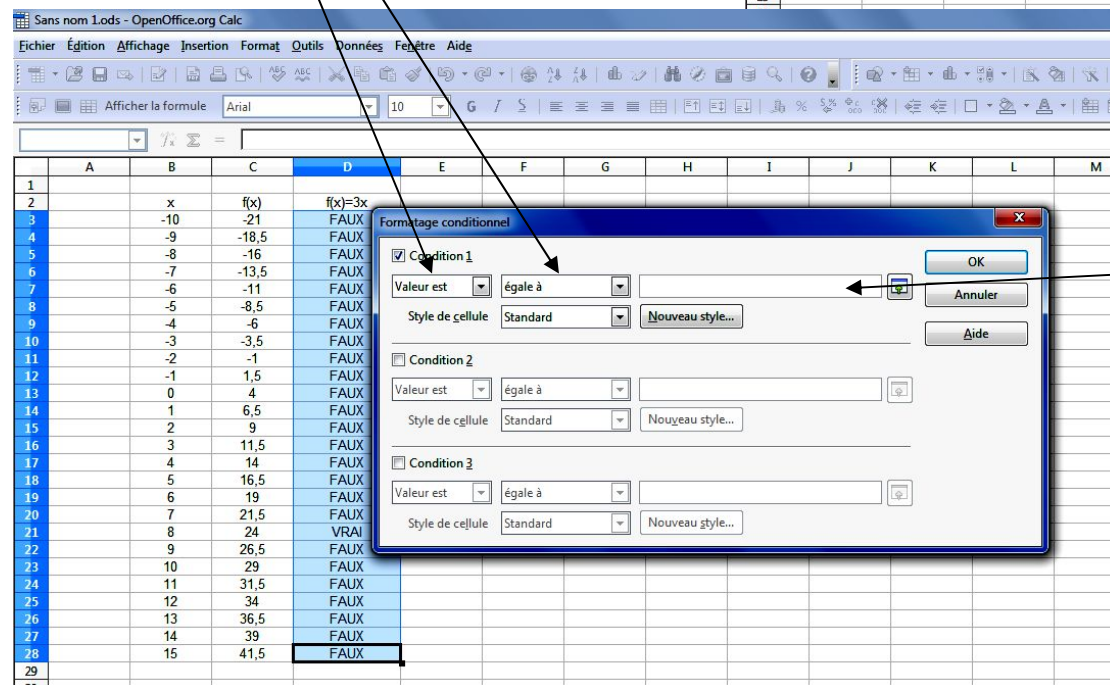 Sans nom 1.ods - OpenOffice.org Calc
Fichier Édition Affichage Insertion Format Outils Données Fenêtre Aide
Afficher la formule Arial 10 G I S
A B C D E F G H I J K L M
1
2 x f(x) f(x)=3x
3 -10 -21 FAUX
4 -9 -18,5 FAUX
5 -8 -16 FAUX
6 -7 -13,5 FAUX
7 -6 -11 FAUX
8 -5 -8,5 FAUX
9 -4 -6 FAUX
10 -3 -3,5 FAUX
11 -2 -1 FAUX
12 -1 1,5 FAUX
13 0 4 FAUX
14 1 6,5 FAUX
15 2 9 FAUX
16 3 11,5 FAUX
17 4 14 FAUX
18 5 16,5 FAUX
19 6 19 FAUX
20 7 21,5 FAUX
21 8 24 VRAI
22 9 26,5 FAUX
23 10 29 FAUX
24 11 31,5 FAUX
25 12 34 FAUX
26 13 36,5 FAUX
27 14 39 FAUX
28 15 41,5 FAUX
29
Formatage conditionnel
Condition 1
Valeur est égale à
Style de cellule Standard Nouveau style...
Condition 2
Valeur est égale à
Style de cellule Standard Nouveau style...
Condition 3
Valeur est égale à
Style de cellule Standard Nouveau style...
OK
Annuler
Aide